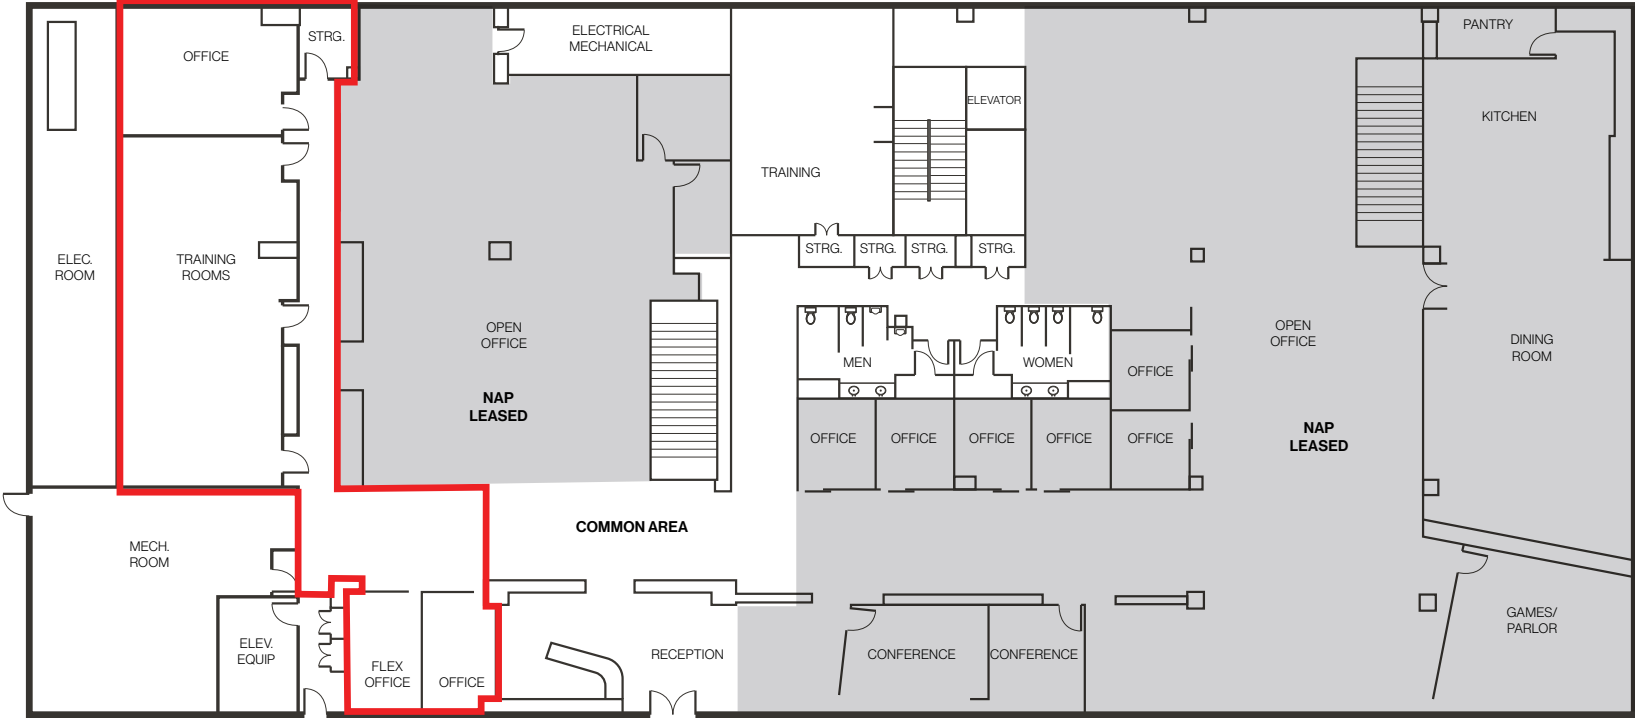 OFFICE
STRG.
ELECTRICAL
MECHANICAL
PANTRY
ELEVATOR
KITCHEN
TRAINING
STRG.
STRG.
STRG.
STRG.
ELEC.
ROOM
TRAINING
ROOMS
OPEN
OFFICE
NAP
LEASED
MEN
WOMEN
OFFICE
OPEN
OFFICE
DINING
ROOM
OFFICE
OFFICE
OFFICE
OFFICE
OFFICE
NAP
LEASED
COMMON AREA
MECH.
ROOM
ELEV.
EQUIP
FLEX
OFFICE
OFFICE
RECEPTION
CONFERENCE
CONFERENCE
GAMES/
PARLOR